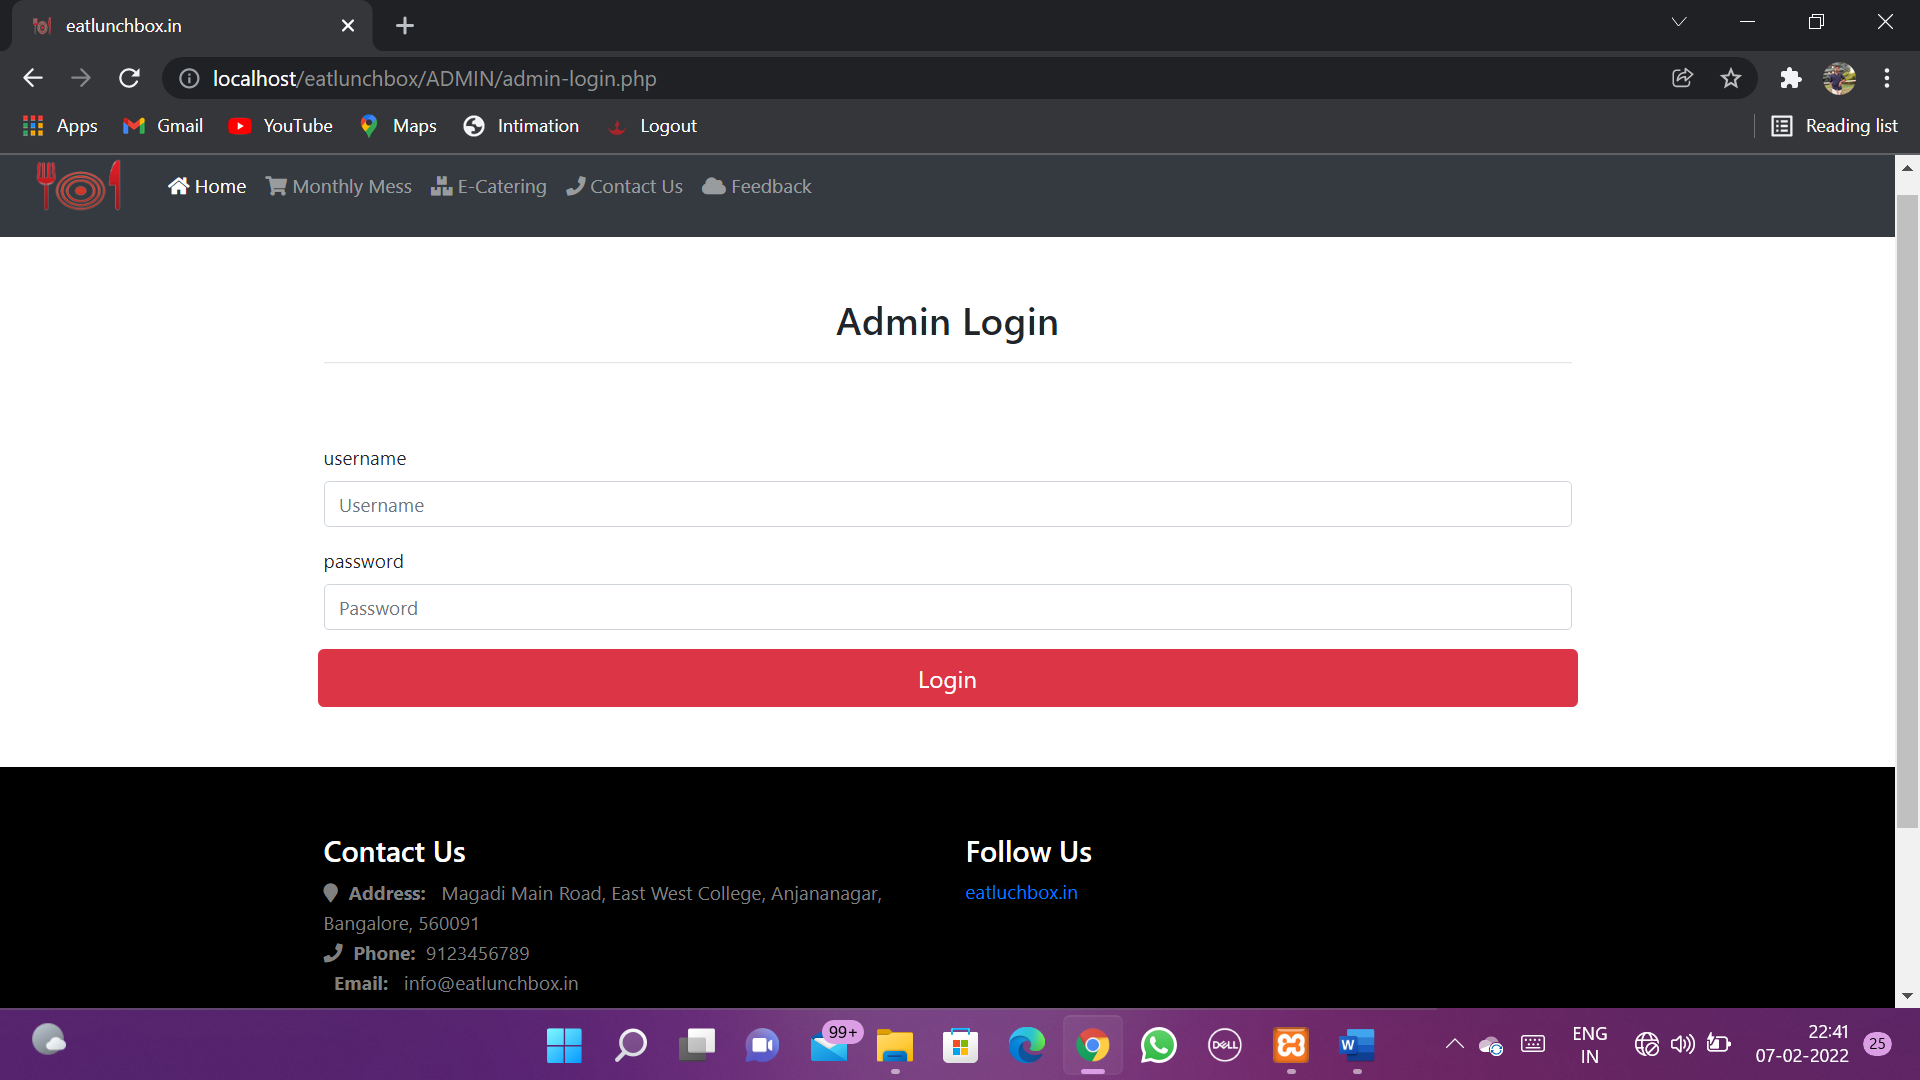 eatlunchbox.in
localhost/eatlunchbox/ADMIN/admin-login.php
Apps Gmail YouTube Maps Intimation Logout Reading list
Home Monthly Mess E-Catering Contact Us Feedback
Admin Login
username
Username
password
Password
Login
Contact Us
Address: Magadi Main Road, East West College, Anjananagar,
Bangalore, 560091
Phone: 9123456789
Email: info@eatlunchbox.in
Follow Us
eatluchbox.in
99+
DELL
W
ENG
IN
22:41
07-02-2022
25